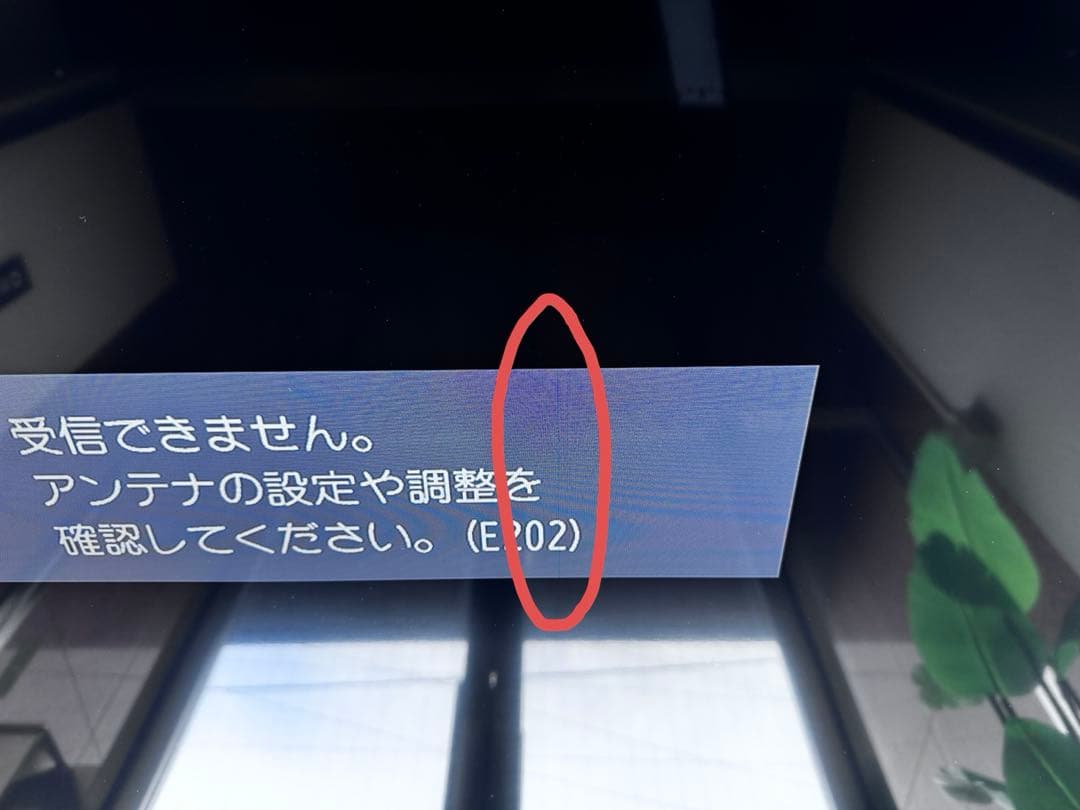 受信できません。
アンテナの設定や調整を
確認してください。(E202)